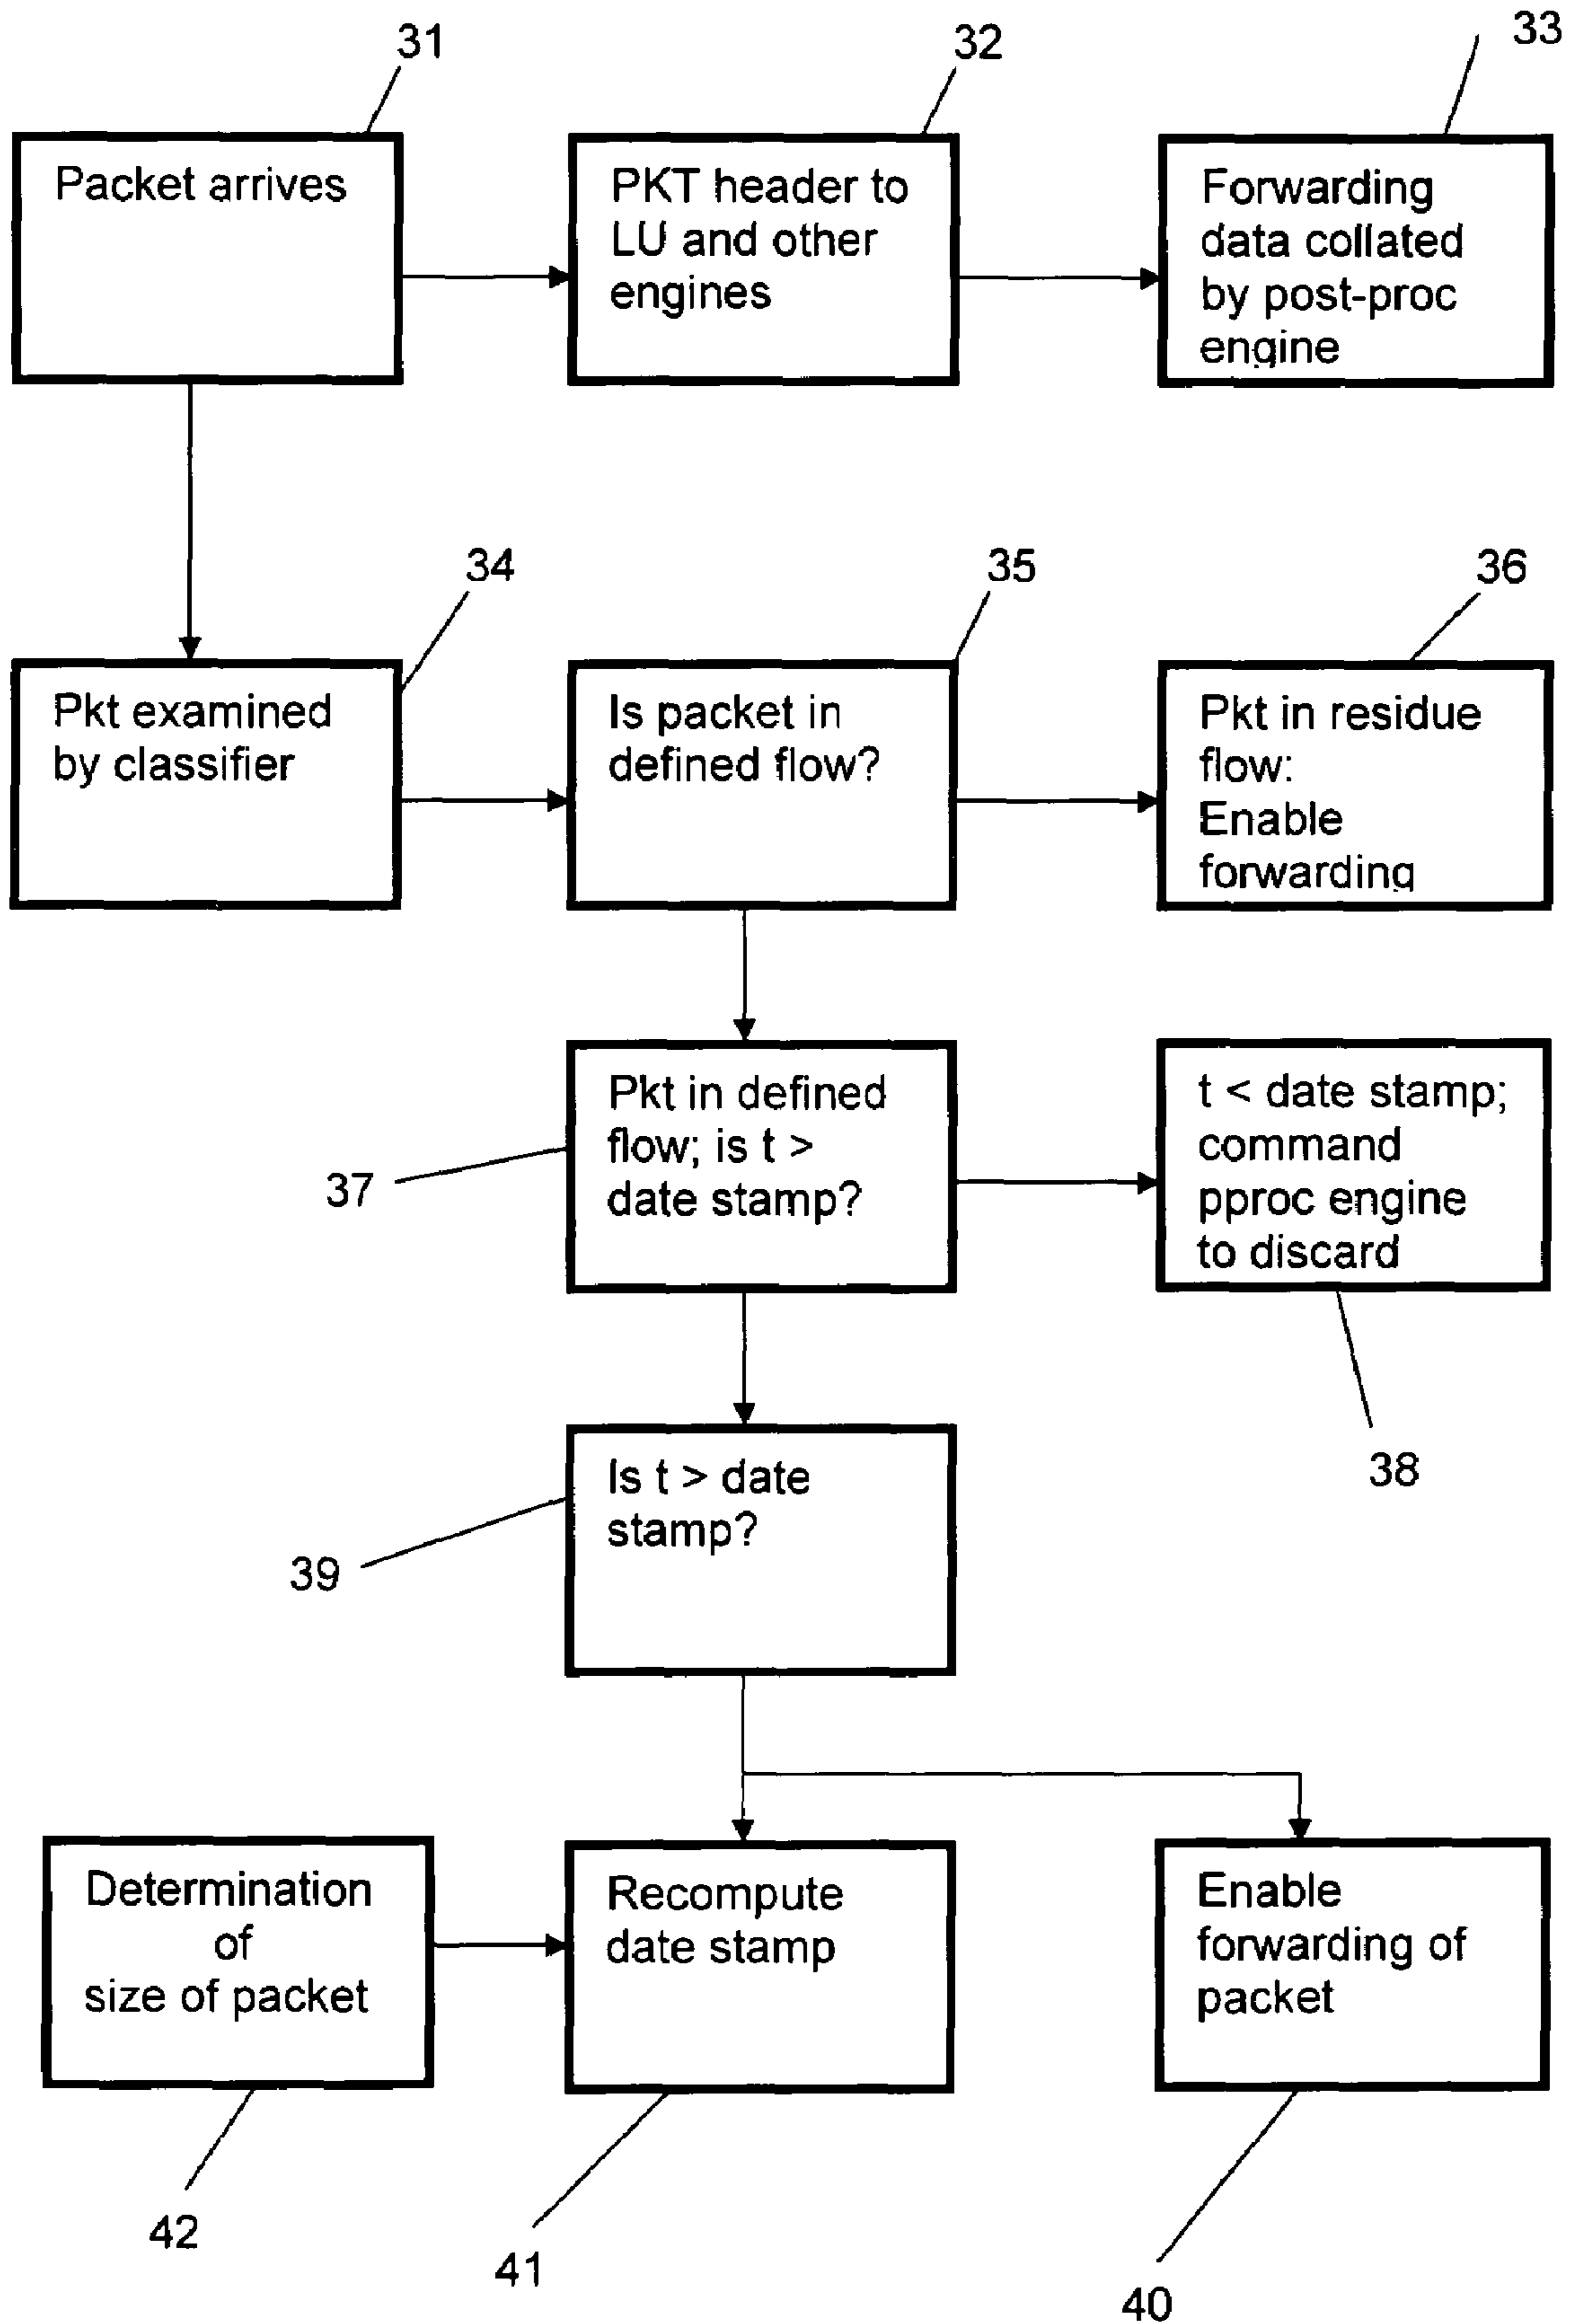 31
32
33
Packet arrives
PKT header to
LU and other
engines
Forwarding
data collated
by post-proc
engine
34
35
36
Pkt examined
by classifier
Is packet in
defined flow?
Pkt in residue
flow:
Enable
forwarding
37
Pkt in defined
flow; is t >
date stamp?
t < date stamp;
command
pproc engine
to discard
38
39
Is t > date
stamp?
Determination
of
size of packet
Recompute
date stamp
Enable
forwarding of
packet
42
41
40